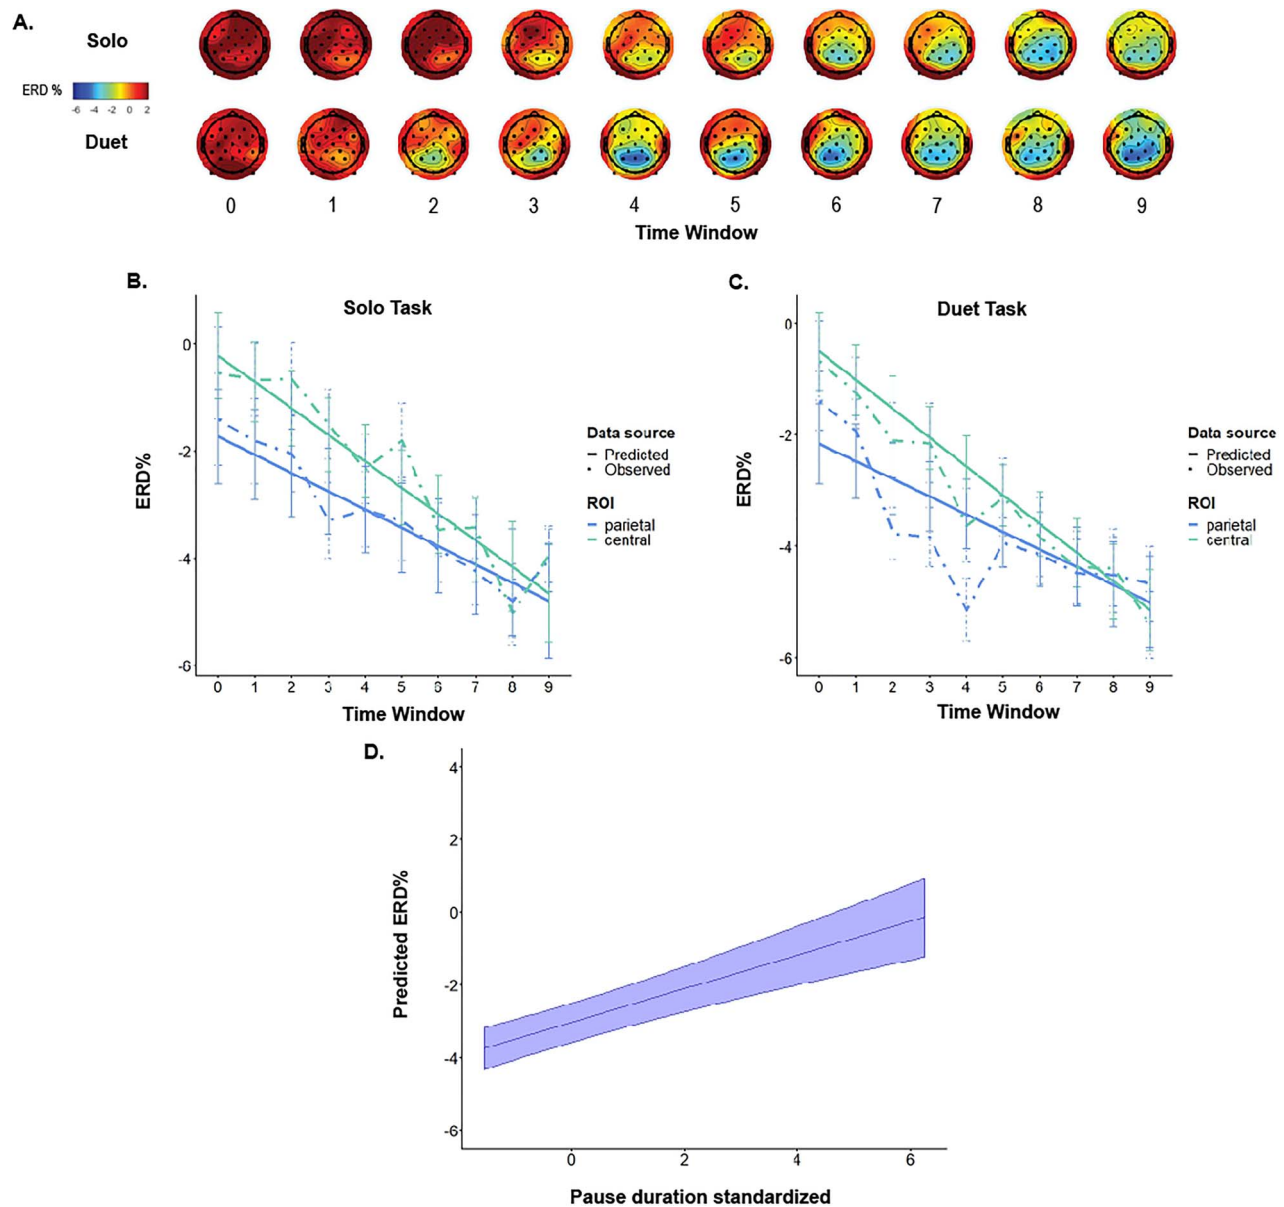 A.
Solo
ERD %
-6 -4 -2 0 2
Duet
0 1 2 3 4 5 6 7 8 9
Time Window
B.
Solo Task
0
-2
-4
-6
ERD%
0 1 2 3 4 5 6 7 8 9
Time Window
Data source
Predicted
Observed
ROI
parietal
central
C.
Duet Task
0
-2
-4
-6
ERD%
0 1 2 3 4 5 6 7 8 9
Time Window
Data source
Predicted
Observed
ROI
parietal
central
D.
4
2
0
-2
-4
-6
Predicted ERD%
0 2 4 6
Pause duration standardized